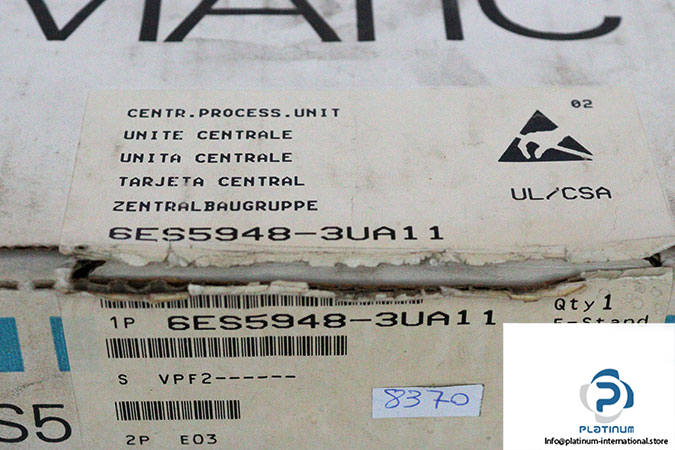 MATIC
02
CENTR.PROCESS.UNIT
UNITE CENTRALE
UNITA CENTRALE
TARJETA CENTRAL
ZENTRALBAUGRUPPE
UL/CSA
6ES5948-3UA11
1P 6ES5948-3UA11
Qty 1
S VPF2------
8370
S5
2P E03
PLATINUM
Info@platinum-international.store